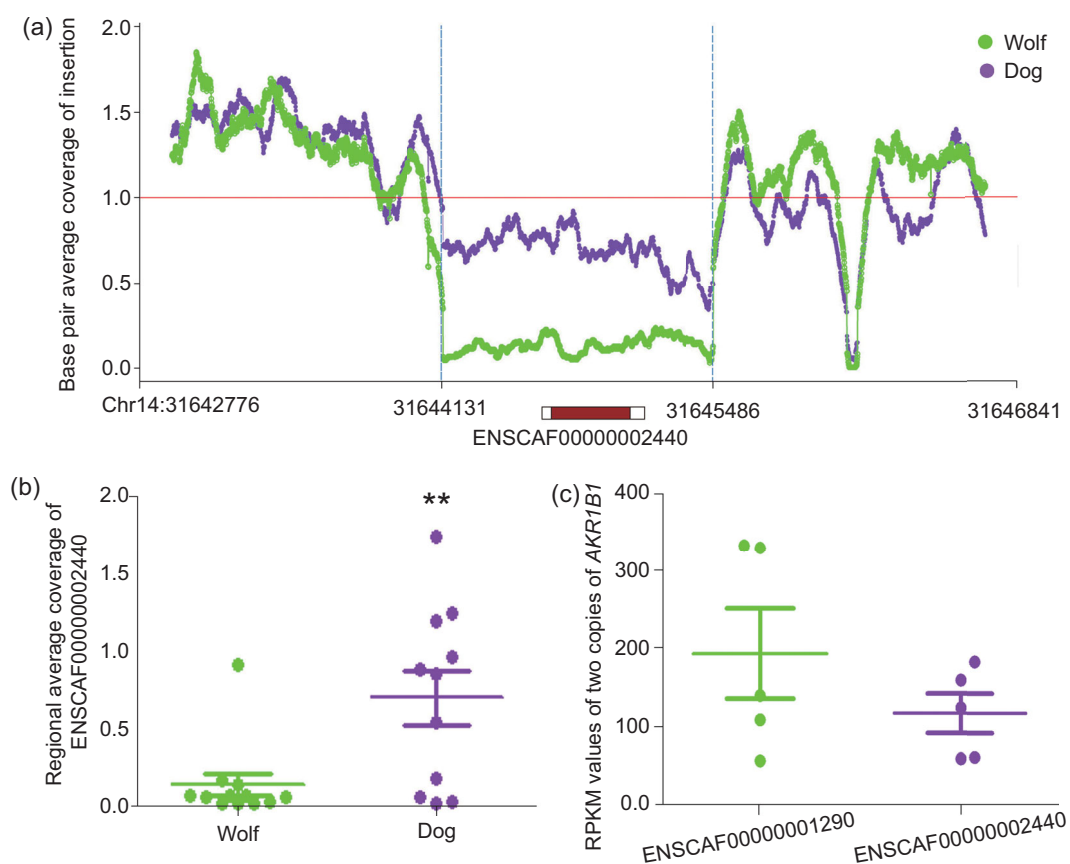 (a)
Base pair average coverage of insertion
2.0
1.5
1.0
0.5
0.0
Wolf
Dog
Chr14:31642776
31644131
31645486
31646841
ENSCAF00000002440
(b)
Regional average coverage of
ENSCAF00000002440
2.0
1.5
1.0
0.5
0.0
**
Wolf
Dog
(c)
RPKM values of two copies of AKR1B1
400
300
200
100
0.0
ENSCAF00000001290
ENSCAF00000002440